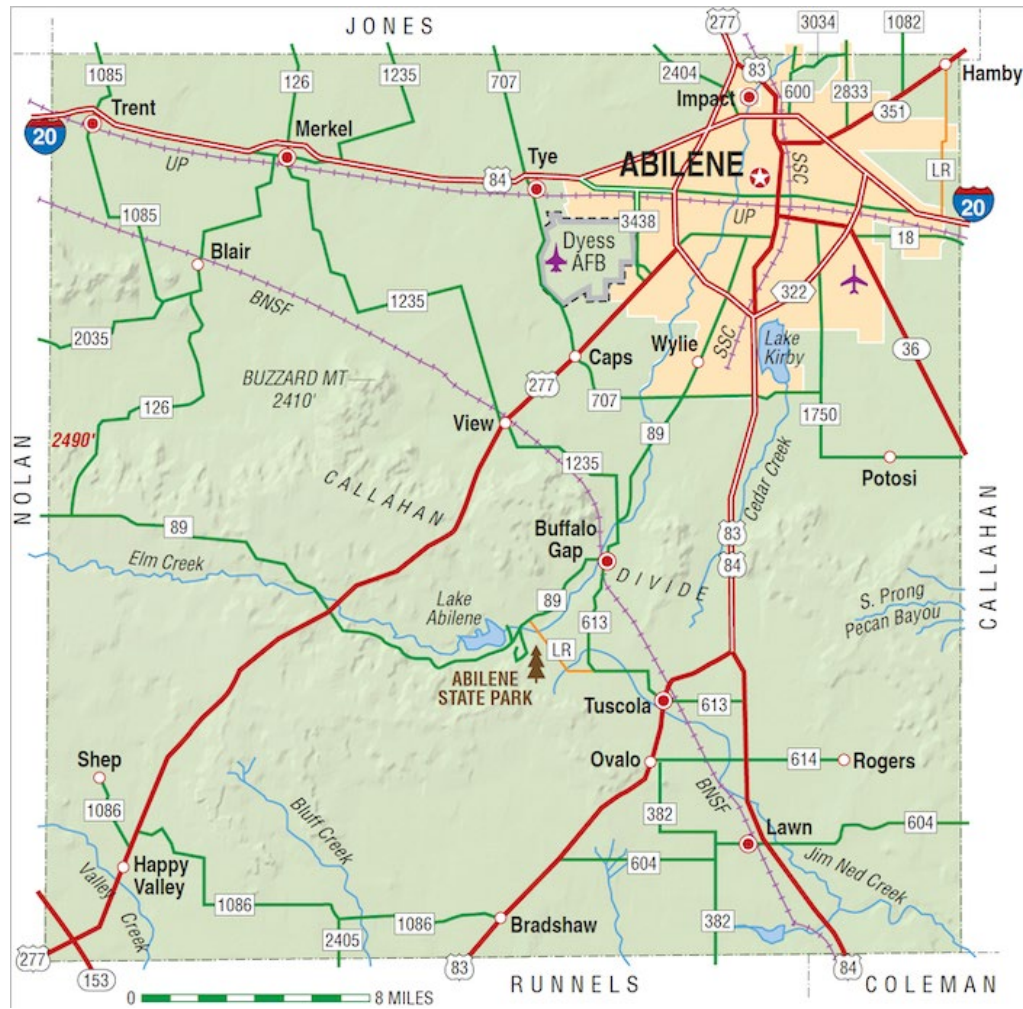 JONES
277
3034
1082
1085
126
1235
707
2404
83
600
2833
351
Hamby
Impact
Trent
Merkel
Tye
20
UP
84
ABILENE
SSC
LR
20
1085
3438
UP
18
Dyess
AFB
Blair
BNSF
1235
322
2035
Wylie
SSC
Lake
Kirby
36
Caps
BUZZARD MT
2410'
277
126
707
1750
2490'
View
89
NOLAN
1235
Potosi
CALLAHAN
Cedar Creek
CALLAHAN
89
Buffalo
Gap
83
84
DIVIDE
Elm Creek
Lake
Abilene
89
613
S. Prong
Pecan Bayou
LR
ABILENE
STATE PARK
Tuscola
613
Shep
Ovalo
614
Rogers
1086
Bluff Creek
382
BNSF
Lawn
604
Happy
Valley
Valley
Creek
604
Jim Ned Creek
1086
1086
Bradshaw
382
2405
277
153
83
84
RUNNELS
COLEMAN
0
8 MILES